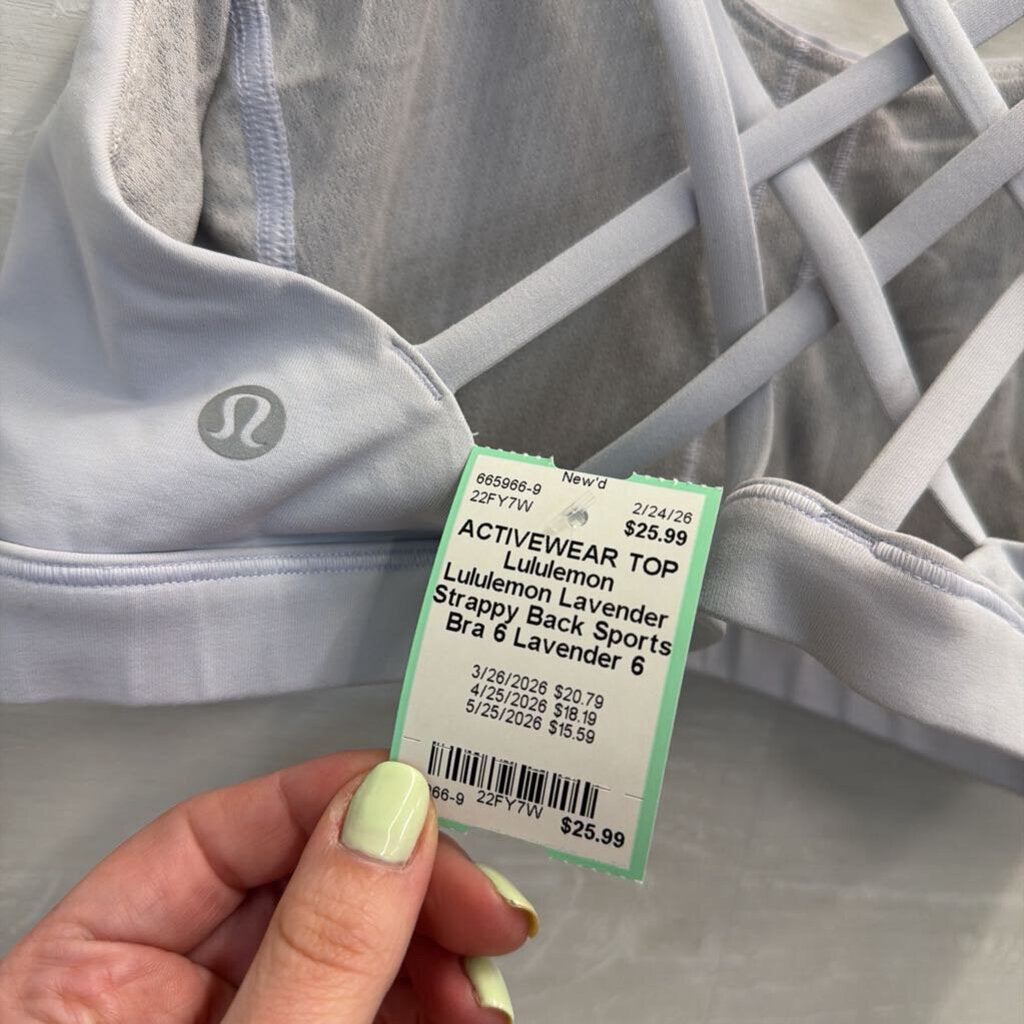 New'd
665966-9
2/24/26
22FY7W
$25.99
ACTIVEWEAR TOP
Lululemon
Lululemon Lavender
Strappy Back Sports
Bra 6 Lavender 6
3/26/2026 $20.79
4/25/2026 $18.19
5/25/2026 $15.59
66-9 22FY7W
$25.99